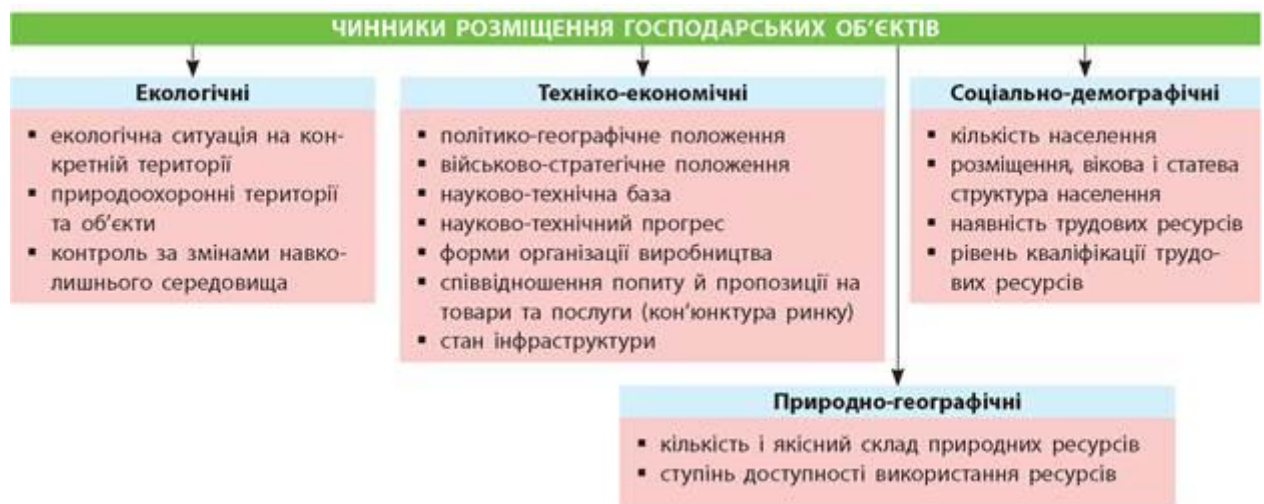 ЧИННИКИ РОЗМІЩЕННЯ ГОСПОДАРСЬКИХ ОБ’ЄКТІВ
Екологічні
▪ екологічна ситуація на кон-
кретній території
▪ природоохоронні території
та об’єкти
▪ контроль за змінами навко-
лишнього середовища
Техніко-економічні
▪ політико-географічне положення
▪ військово-стратегічне положення
▪ науково-технічна база
▪ науково-технічний прогрес
▪ форми організації виробництва
▪ співвідношення попиту й пропозиції на
товари та послуги (кон’юнктура ринку)
▪ стан інфраструктури
Соціально-демографічні
▪ кількість населення
▪ розміщення, вікова і статева
структура населення
▪ наявність трудових ресурсів
▪ рівень кваліфікації трудо-
вих ресурсів
Природно-географічні
▪ кількість і якісний склад природних ресурсів
▪ ступінь доступності використання ресурсів